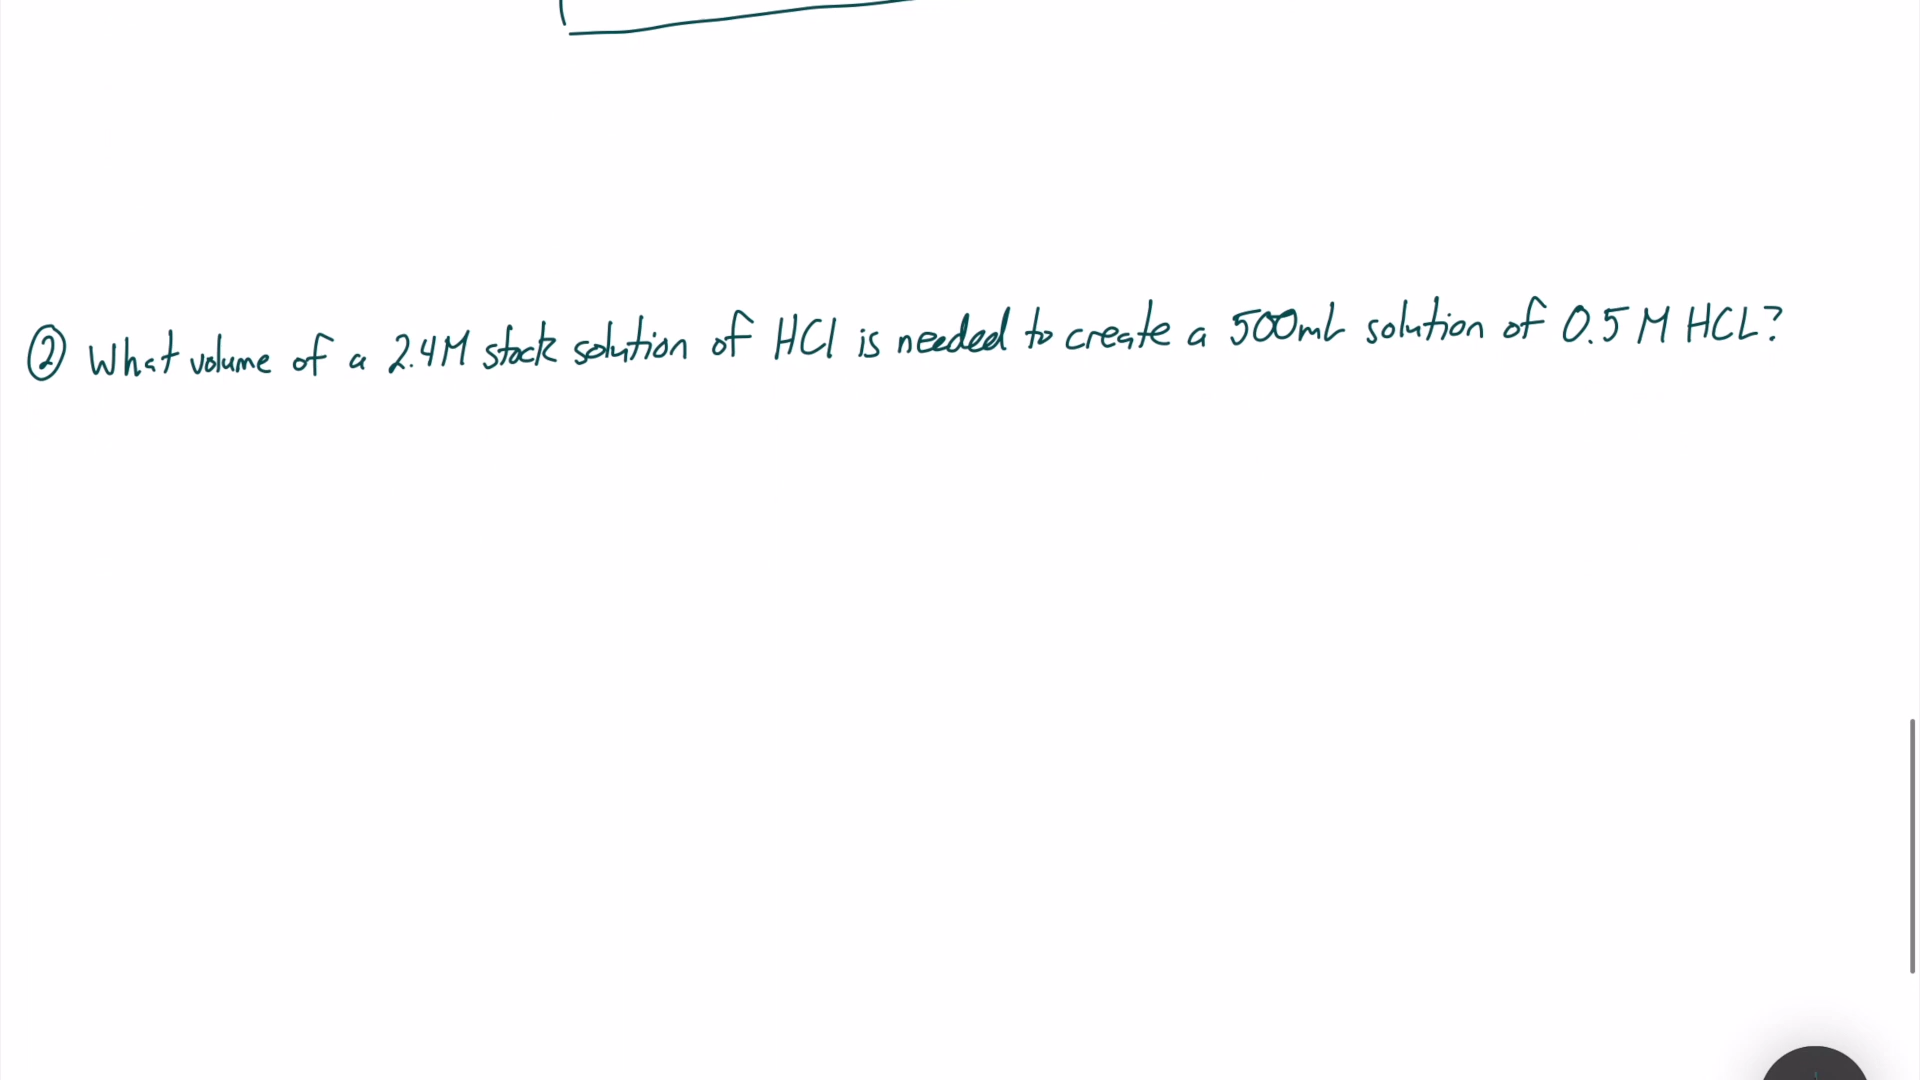 ② What volume of a 2.4M stock solution of HCl is needed to create a 500mL solution of 0.5 M HCL?